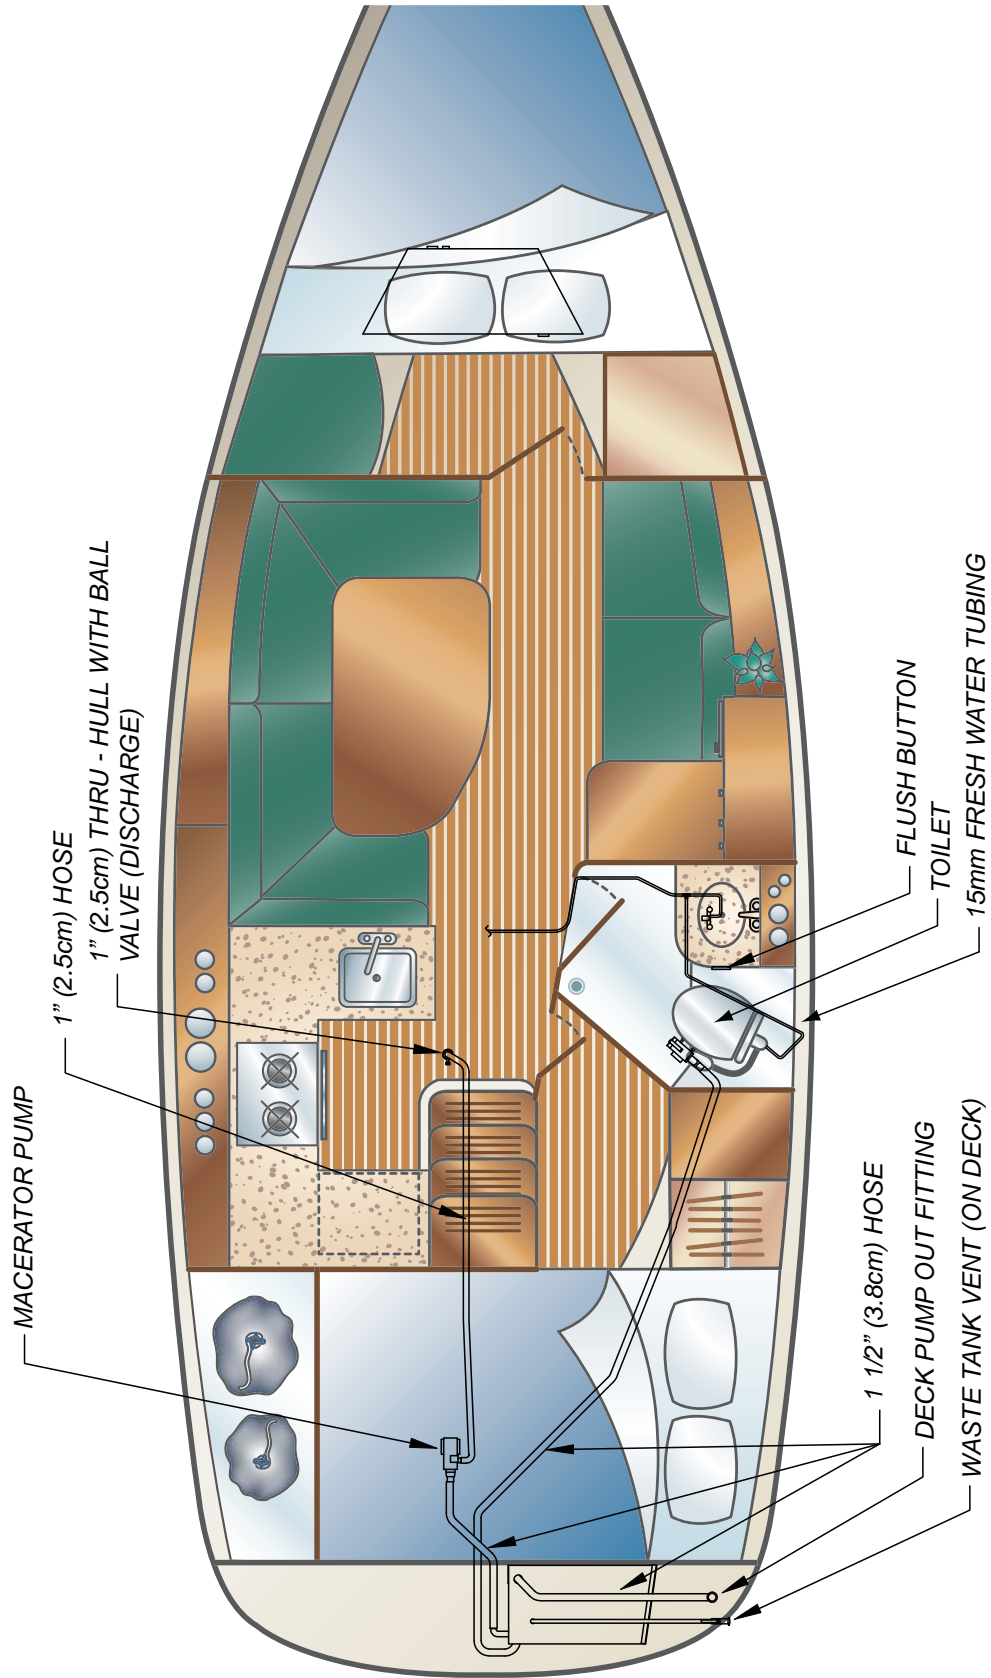 MACERATOR PUMP
1” (2.5cm) HOSE
1” (2.5cm) THRU - HULL WITH BALL
VALVE (DISCHARGE)
FLUSH BUTTON
TOILET
15mm FRESH WATER TUBING
1 1/2” (3.8cm) HOSE
DECK PUMP OUT FITTING
WASTE TANK VENT (ON DECK)